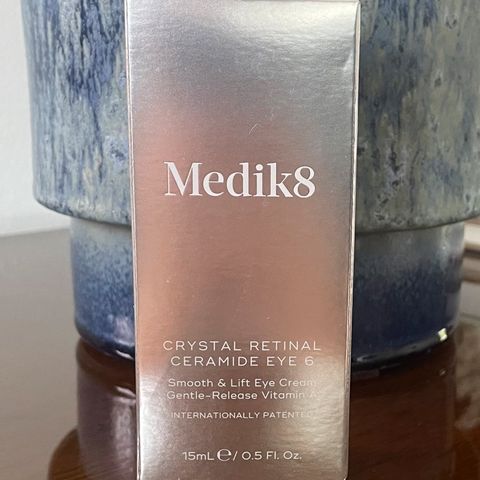 Medik8
CRYSTAL RETINAL
CERAMIDE EYE 6
Smooth & Lift Eye Cream
Gentle-Release Vitamin A
INTERNATIONALLY PATENTED
15mL ℮/ 0.5 Fl. Oz.